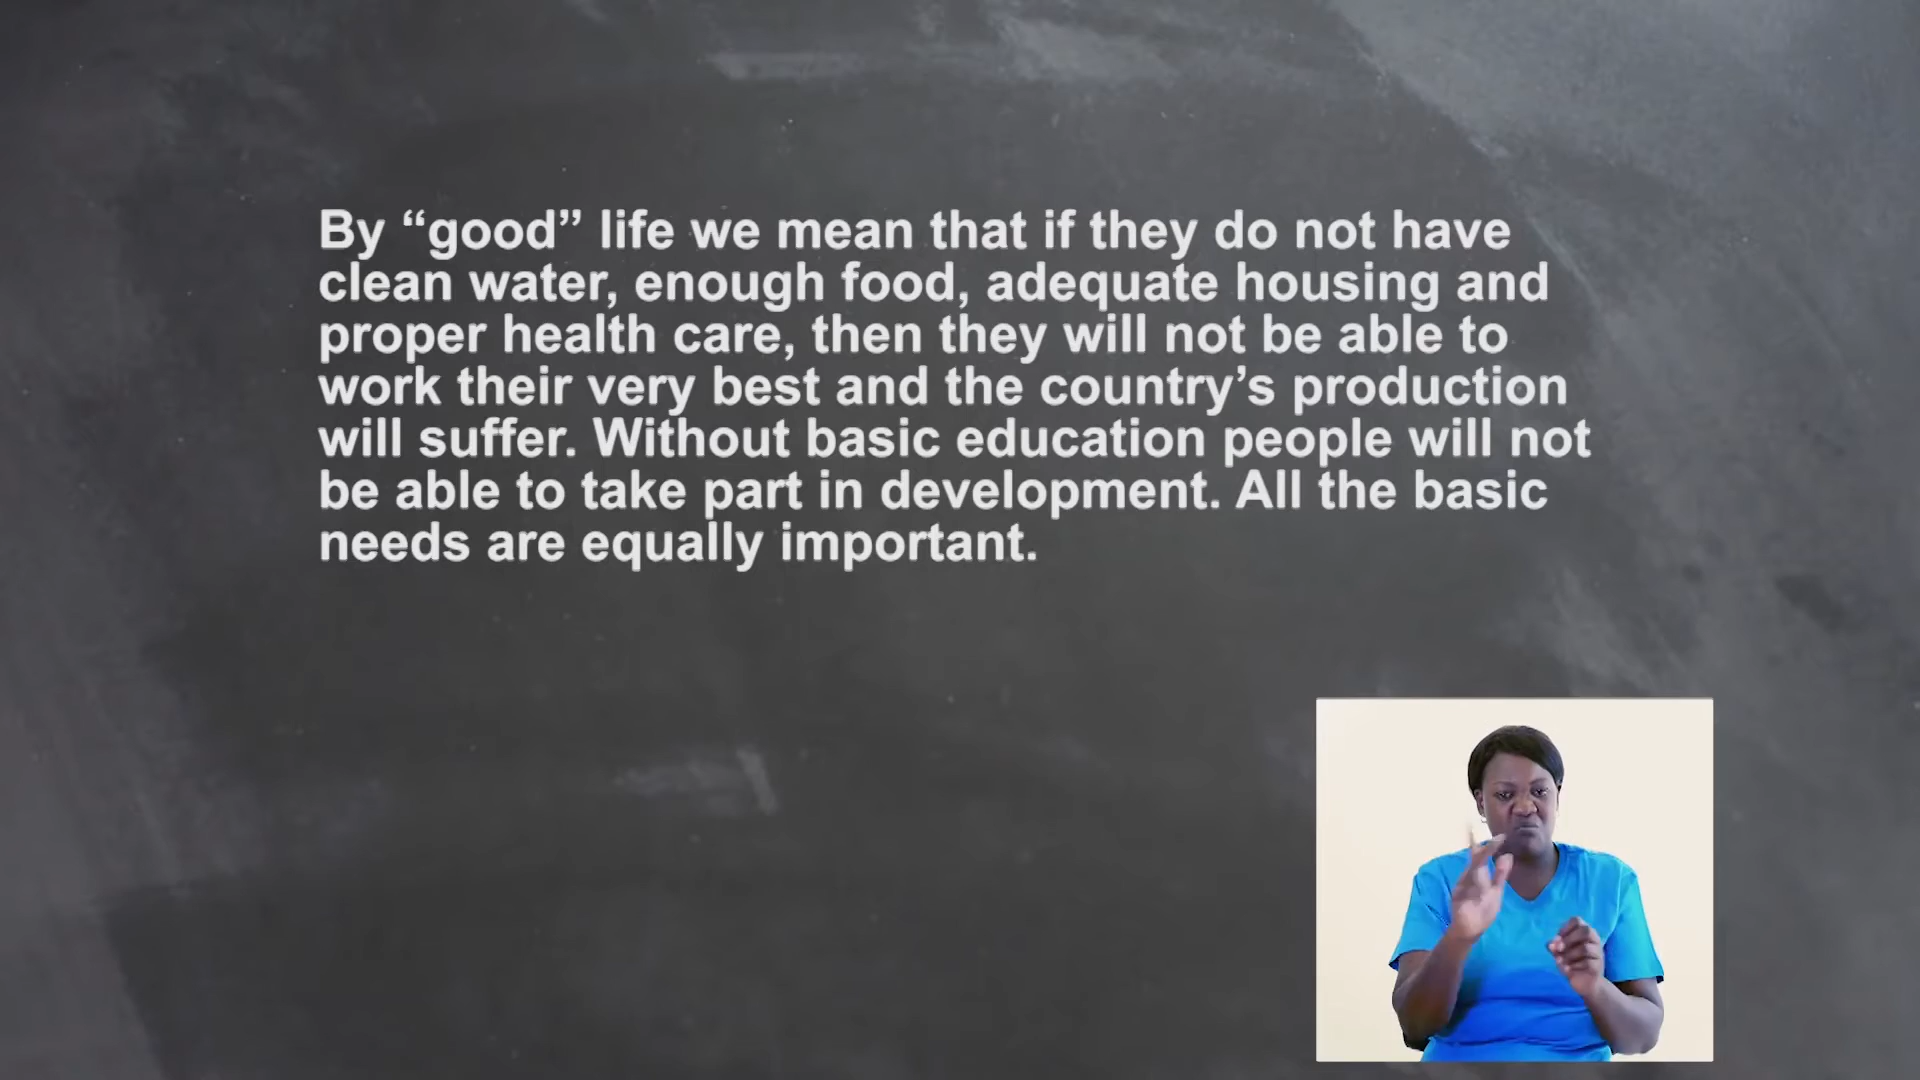 By “good” life we mean that if they do not have
clean water, enough food, adequate housing and
proper health care, then they will not be able to
work their very best and the country’s production
will suffer. Without basic education people will not
be able to take part in development. All the basic
needs are equally important.